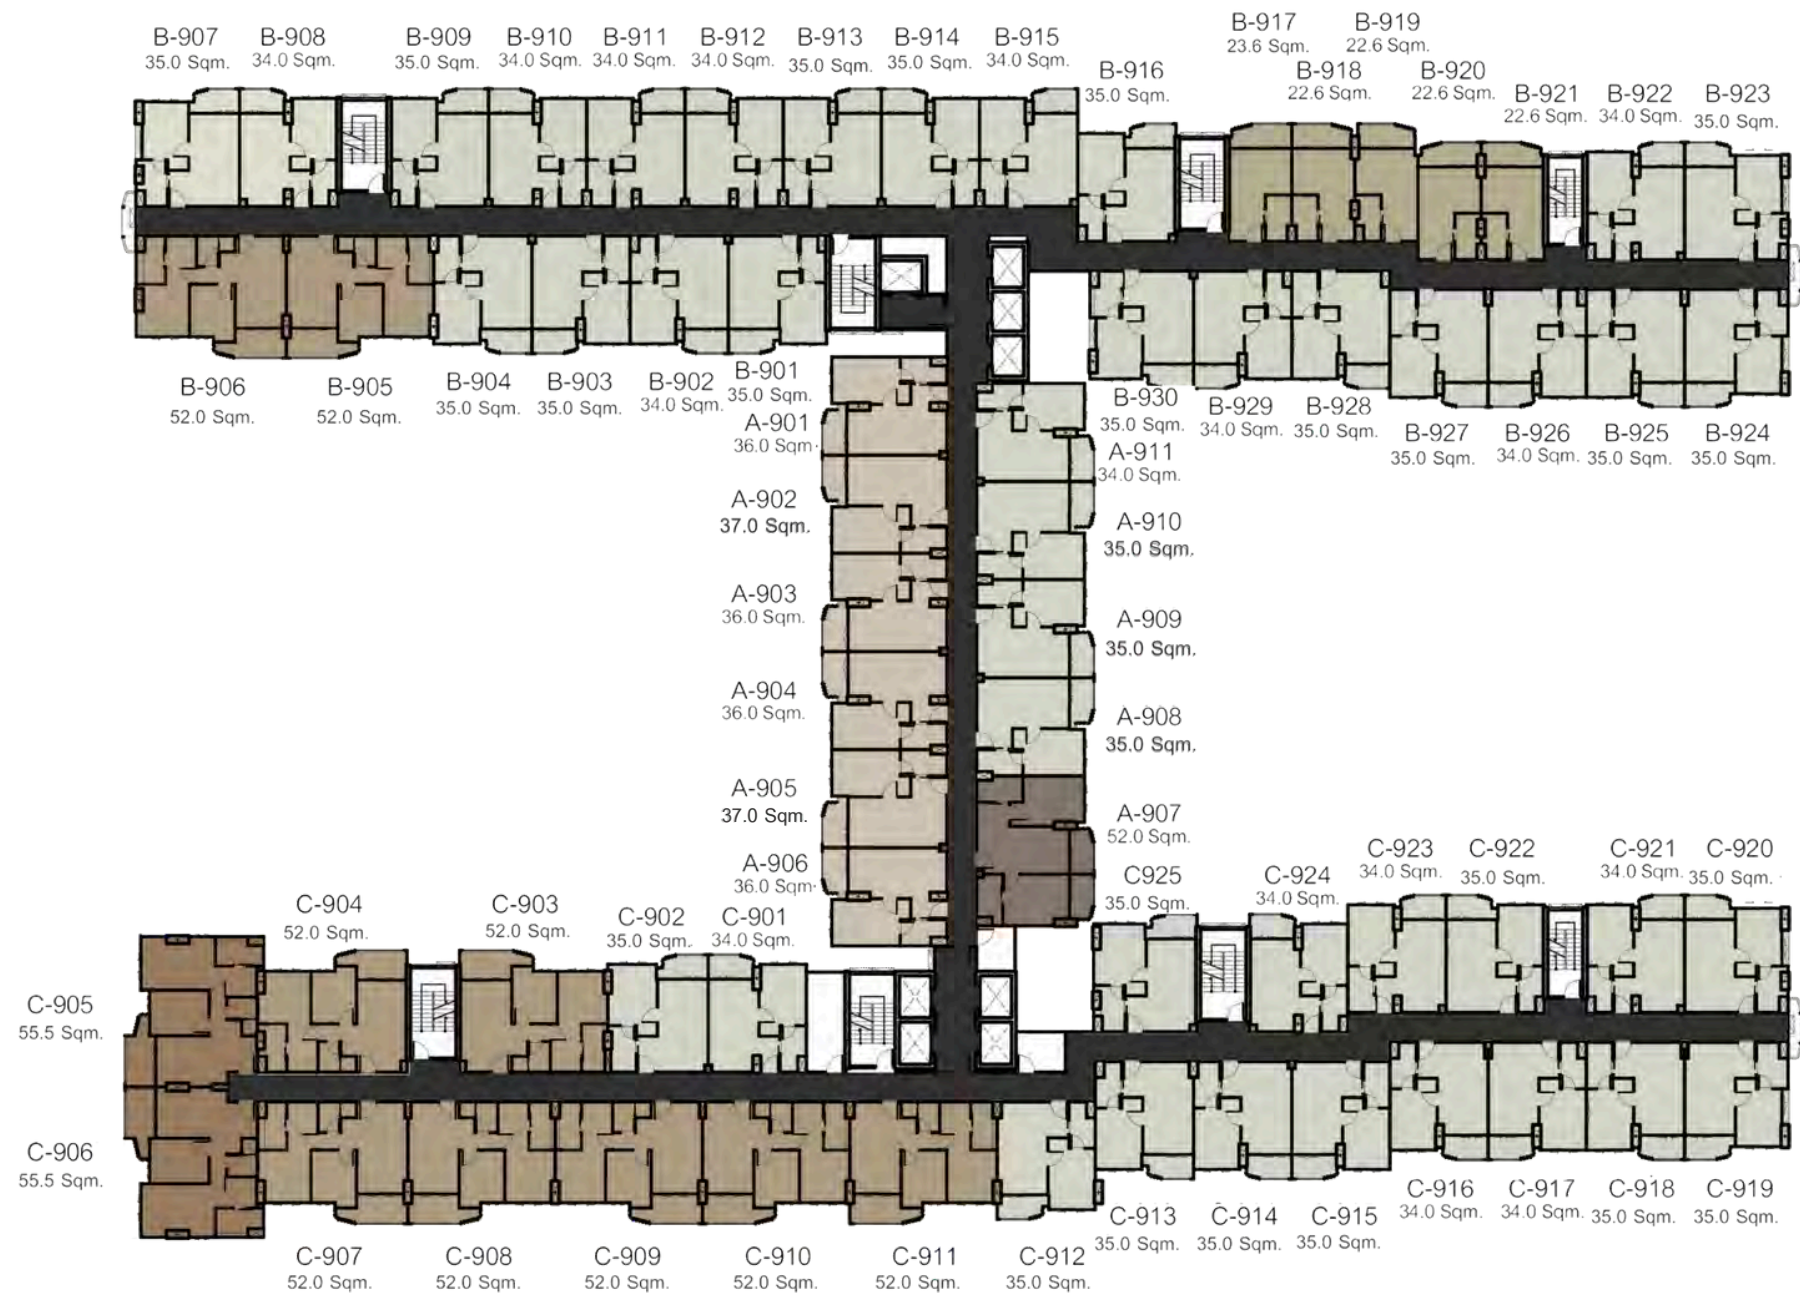 B-907
35.0 Sqm.
B-908
34.0 Sqm.
B-909
35.0 Sqm.
B-910
34.0 Sqm.
B-911
34.0 Sqm.
B-912
34.0 Sqm.
B-913
35.0 Sqm.
B-914
35.0 Sqm.
B-915
34.0 Sqm.
B-916
35.0 Sqm.
B-917
23.6 Sqm.
B-918
22.6 Sqm.
B-919
22.6 Sqm.
B-920
22.6 Sqm.
B-921
22.6 Sqm.
B-922
34.0 Sqm.
B-923
35.0 Sqm.
B-906
52.0 Sqm.
B-905
52.0 Sqm.
B-904
35.0 Sqm.
B-903
35.0 Sqm.
B-902
34.0 Sqm.
B-901
35.0 Sqm.
B-930
35.0 Sqm.
B-929
34.0 Sqm.
B-928
35.0 Sqm.
B-927
35.0 Sqm.
B-926
34.0 Sqm.
B-925
35.0 Sqm.
B-924
35.0 Sqm.
A-901
36.0 Sqm.
A-911
34.0 Sqm.
A-902
37.0 Sqm.
A-910
35.0 Sqm.
A-903
36.0 Sqm.
A-909
35.0 Sqm.
A-904
36.0 Sqm.
A-908
35.0 Sqm.
A-905
37.0 Sqm.
A-907
52.0 Sqm.
A-906
36.0 Sqm.
C925
35.0 Sqm.
C-924
34.0 Sqm.
C-923
34.0 Sqm.
C-922
35.0 Sqm.
C-921
34.0 Sqm.
C-920
35.0 Sqm.
C-904
52.0 Sqm.
C-903
52.0 Sqm.
C-902
35.0 Sqm.
C-901
34.0 Sqm.
C-905
55.5 Sqm.
C-906
55.5 Sqm.
C-907
52.0 Sqm.
C-908
52.0 Sqm.
C-909
52.0 Sqm.
C-910
52.0 Sqm.
C-911
52.0 Sqm.
C-912
35.0 Sqm.
C-913
35.0 Sqm.
C-914
35.0 Sqm.
C-915
35.0 Sqm.
C-916
34.0 Sqm.
C-917
34.0 Sqm.
C-918
35.0 Sqm.
C-919
35.0 Sqm.